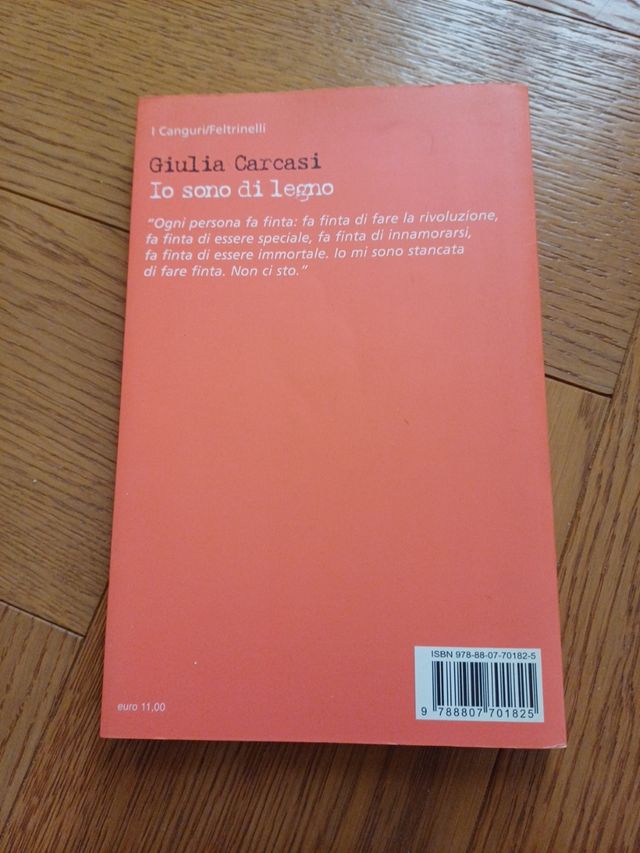 I Canguri/Feltrinelli
Giulia Carcasi
Io sono di legno
"Ogni persona fa finta: fa finta di fare la rivoluzione,
fa finta di essere speciale, fa finta di innamorarsi,
fa finta di essere immortale. Io mi sono stancata
di fare finta. Non ci sto."
ISBN 978-88-07-70182-5
9 788807 701825
euro 11,00